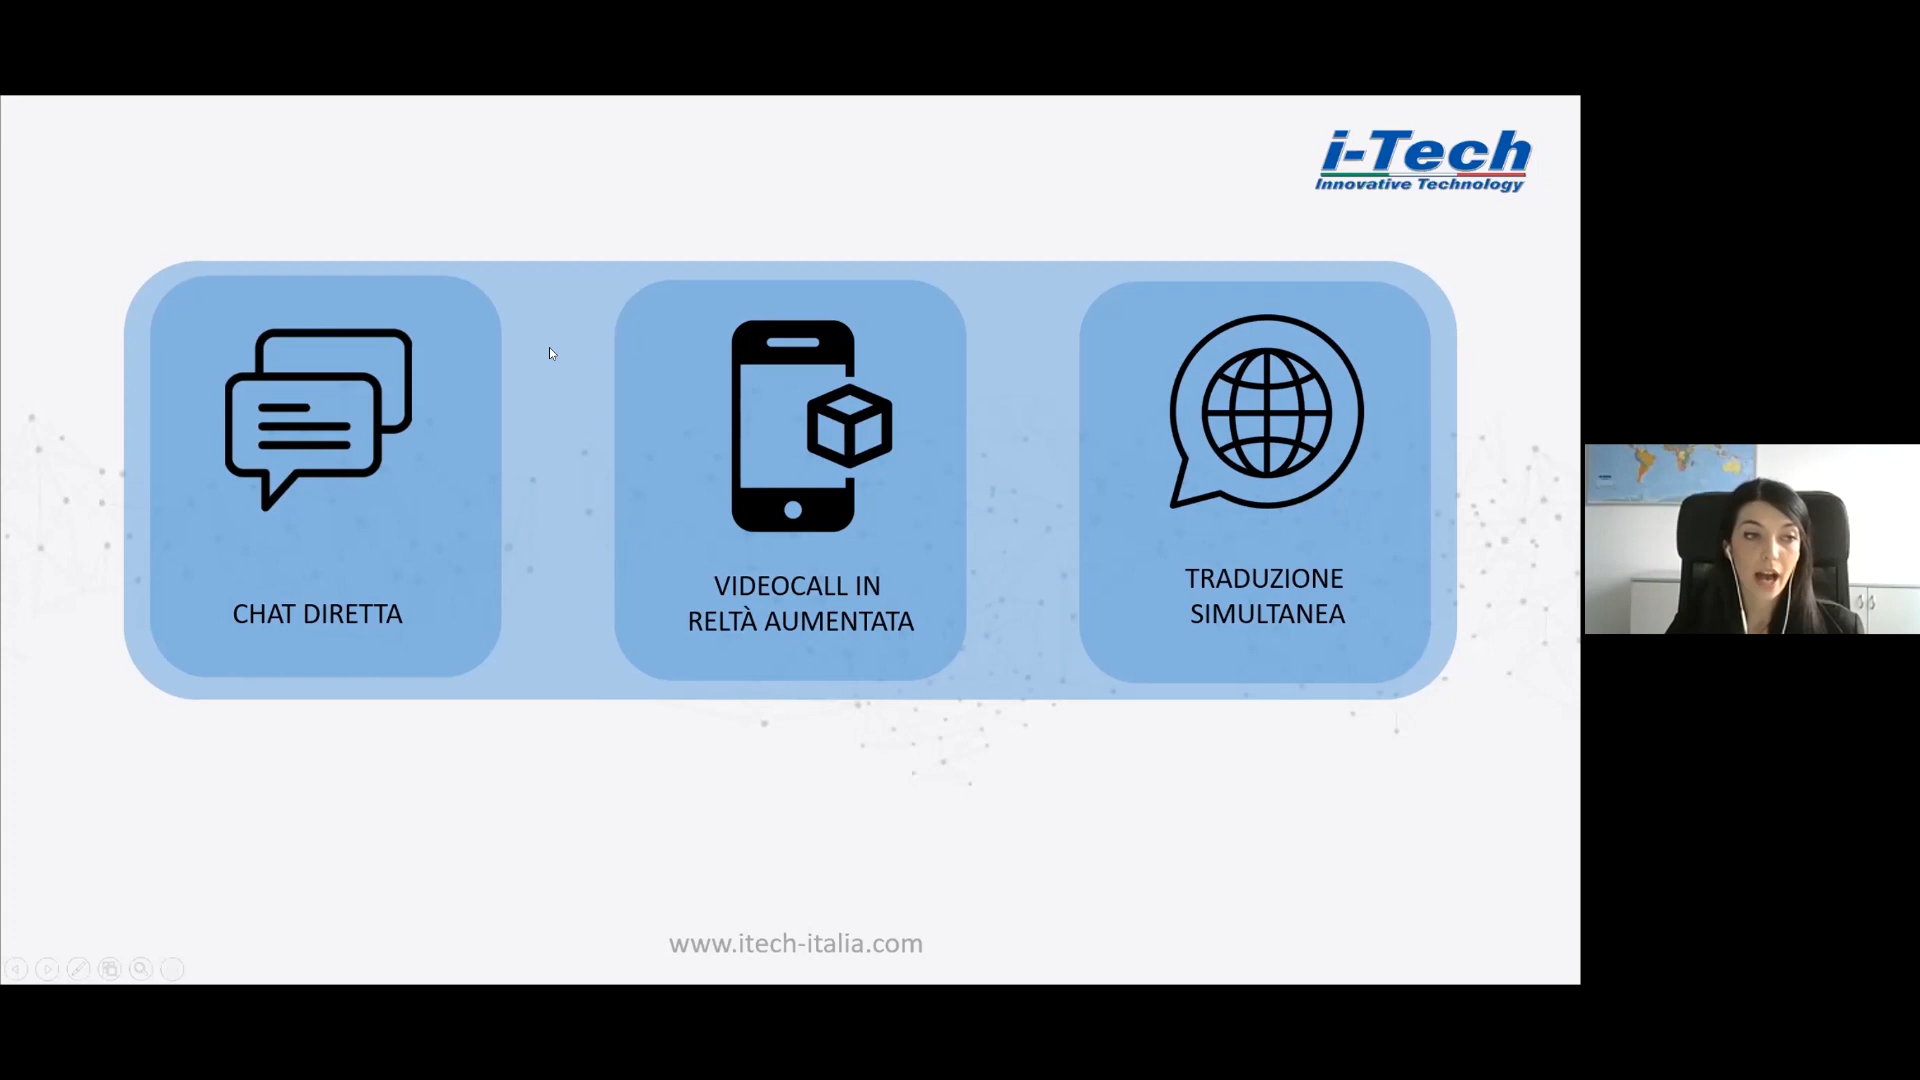 i-Tech
Innovative Technology
CHAT DIRETTA
VIDEOCALL IN
RELTÀ AUMENTATA
TRADUZIONE
SIMULTANEA
www.itech-italia.com